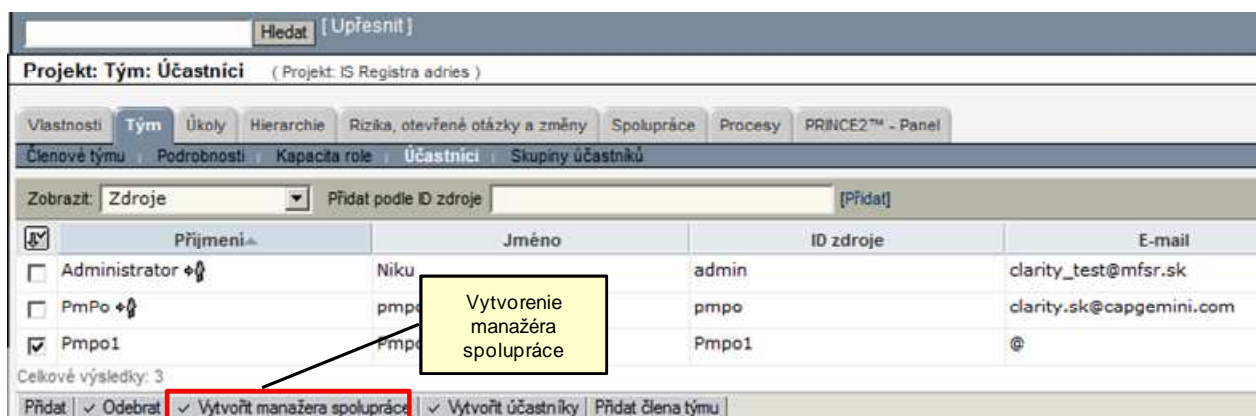 Hledat [ Upřesnit ]
Projekt: Tým: Účastníci ( Projekt: IS Registra adries )
Vlastnosti Tým Úkoly Hierarchie Rizika, otevřené otázky a změny Spolupráce Procesy PRINCE2™ - Panel
Členové týmu Podrobnosti Kapacita role Účastníci Skupiny účastníků
Zobrazit: Zdroje Přidat podle ID zdroje [Přidat]
Příjmení Jméno ID zdroje E-mail
Administrator Niku admin clarity_test@mfsr.sk
PmPo pmpo clarity.sk@capgemini.com
Pmpo1 Pmpo1 @
Vytvorenie
manažéra
spolupráce
Celkové výsledky: 3
Přidat Odebrat Vytvořit manažera spolupráce Vytvořit účastníky Přidat člena týmu